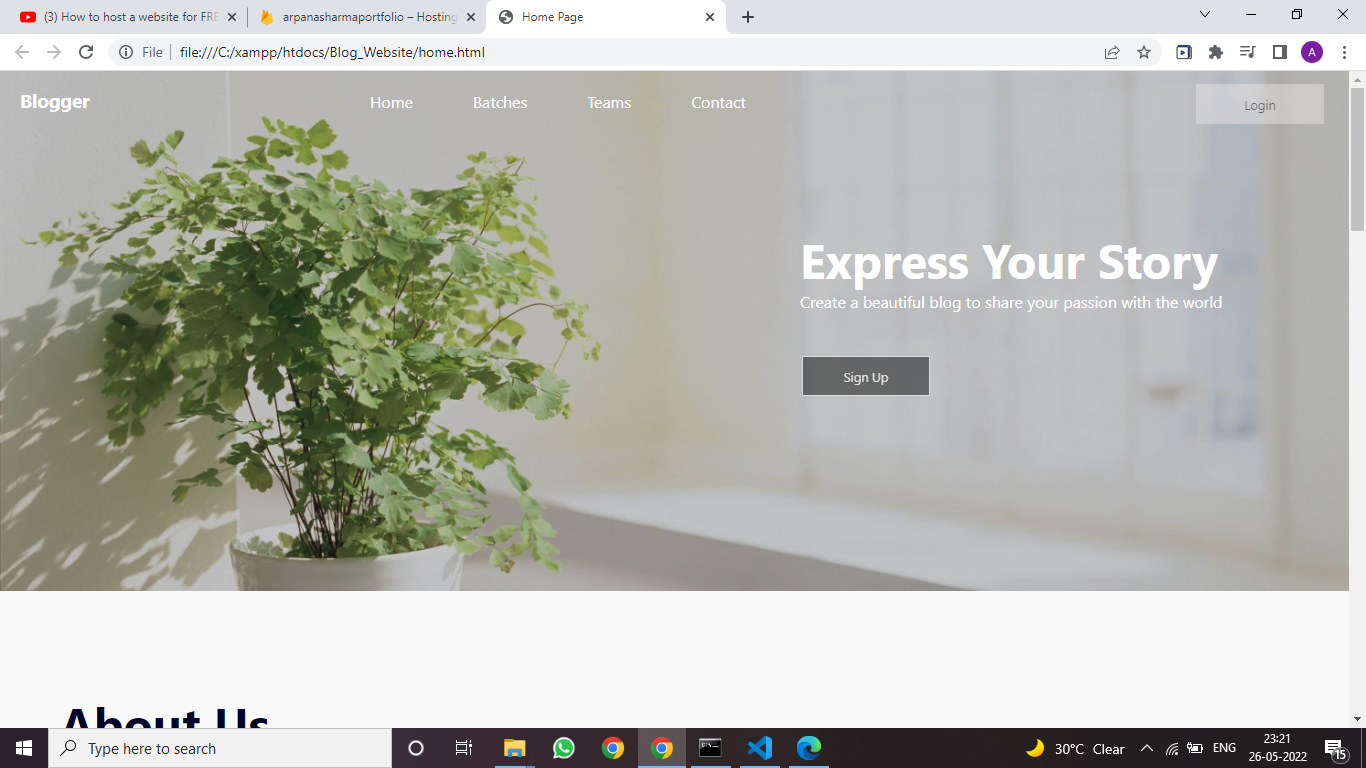 (3) How to host a website for FRE
arpanasharmaportfolio – Hosting
Home Page
File
file:///C:/xampp/htdocs/Blog_Website/home.html
A
Blogger
Home
Batches
Teams
Contact
Login
Express Your Story
Create a beautiful blog to share your passion with the world
Sign Up
About Us
Type here to search
30°C Clear
ENG
23:21
26-05-2022
15